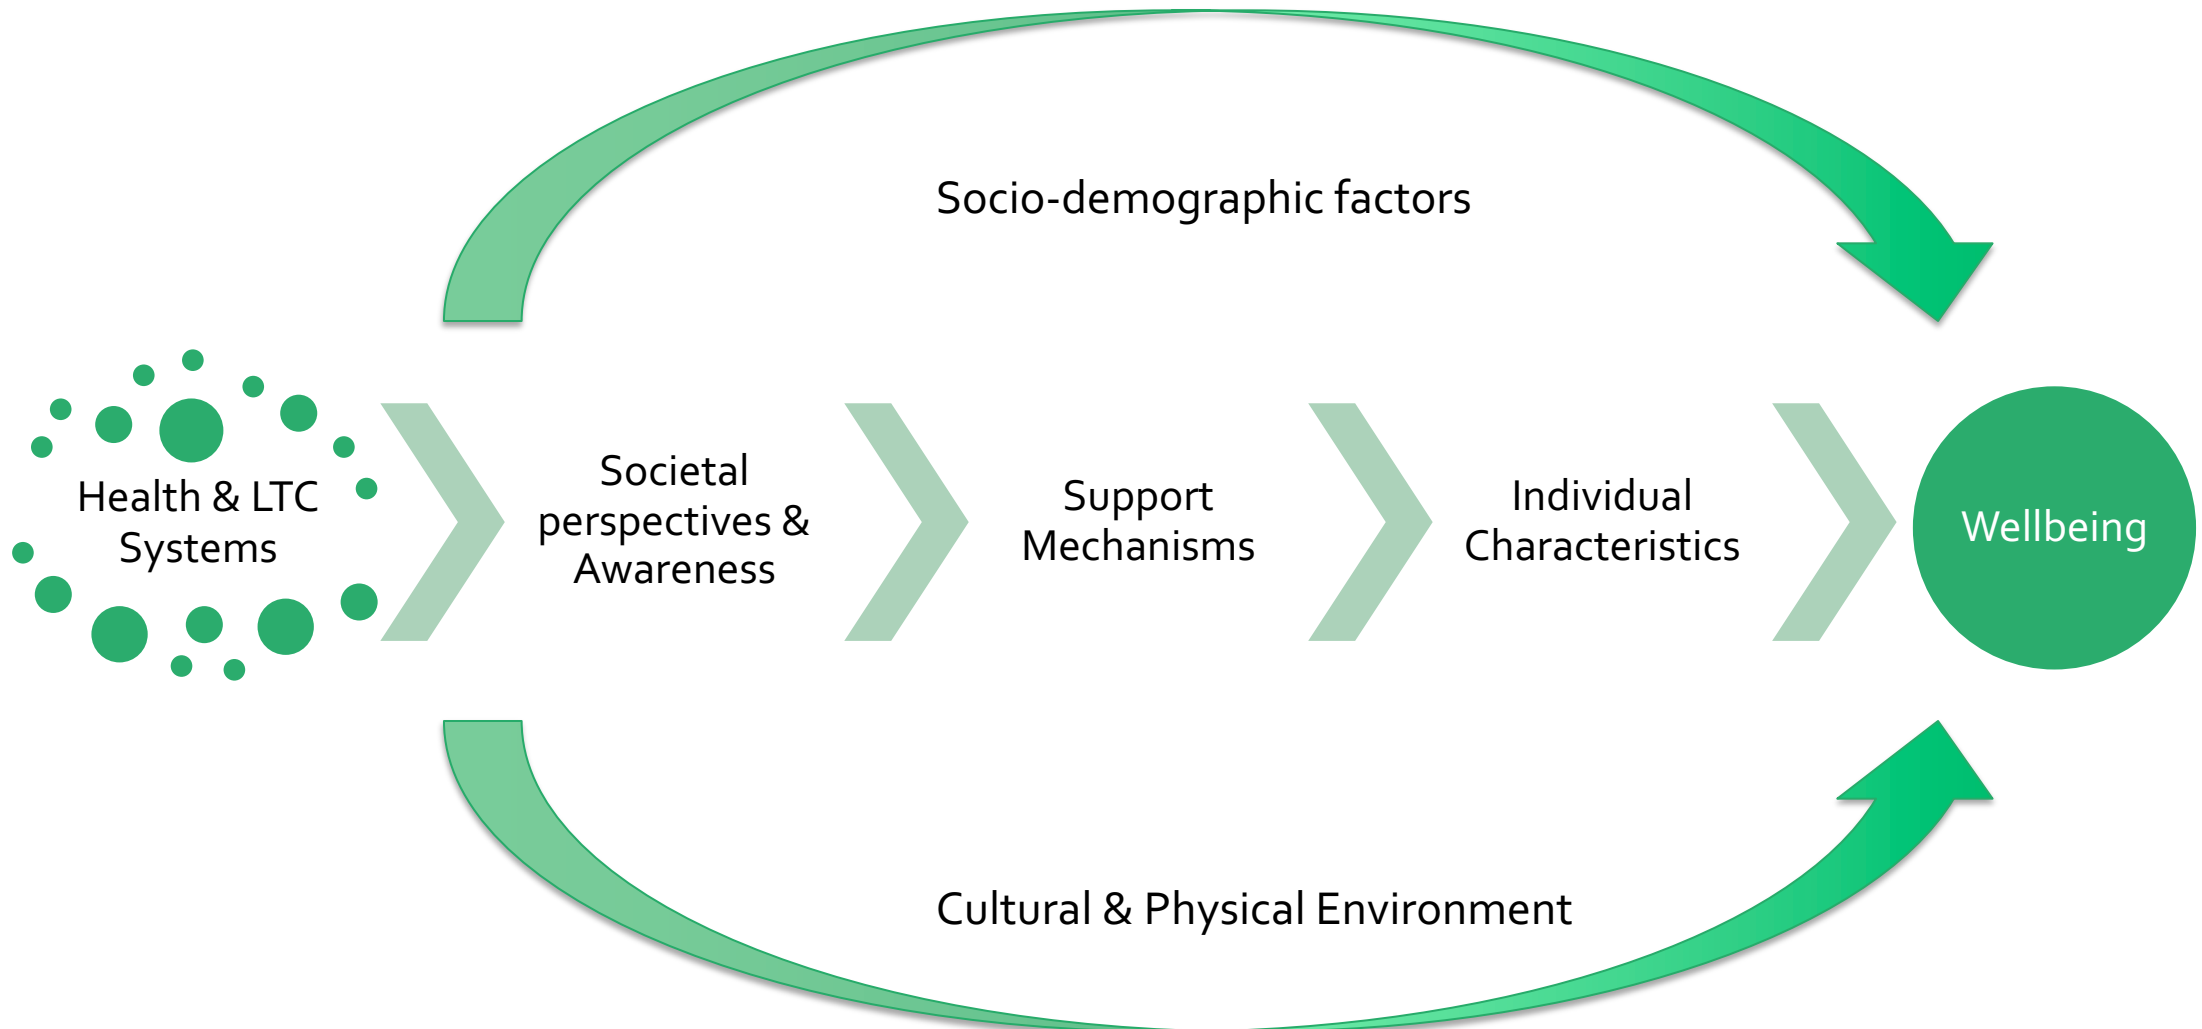 Socio-demographic factors
Health & LTC
Systems
Societal
perspectives &
Awareness
Support
Mechanisms
Individual
Characteristics
Wellbeing
Cultural & Physical Environment